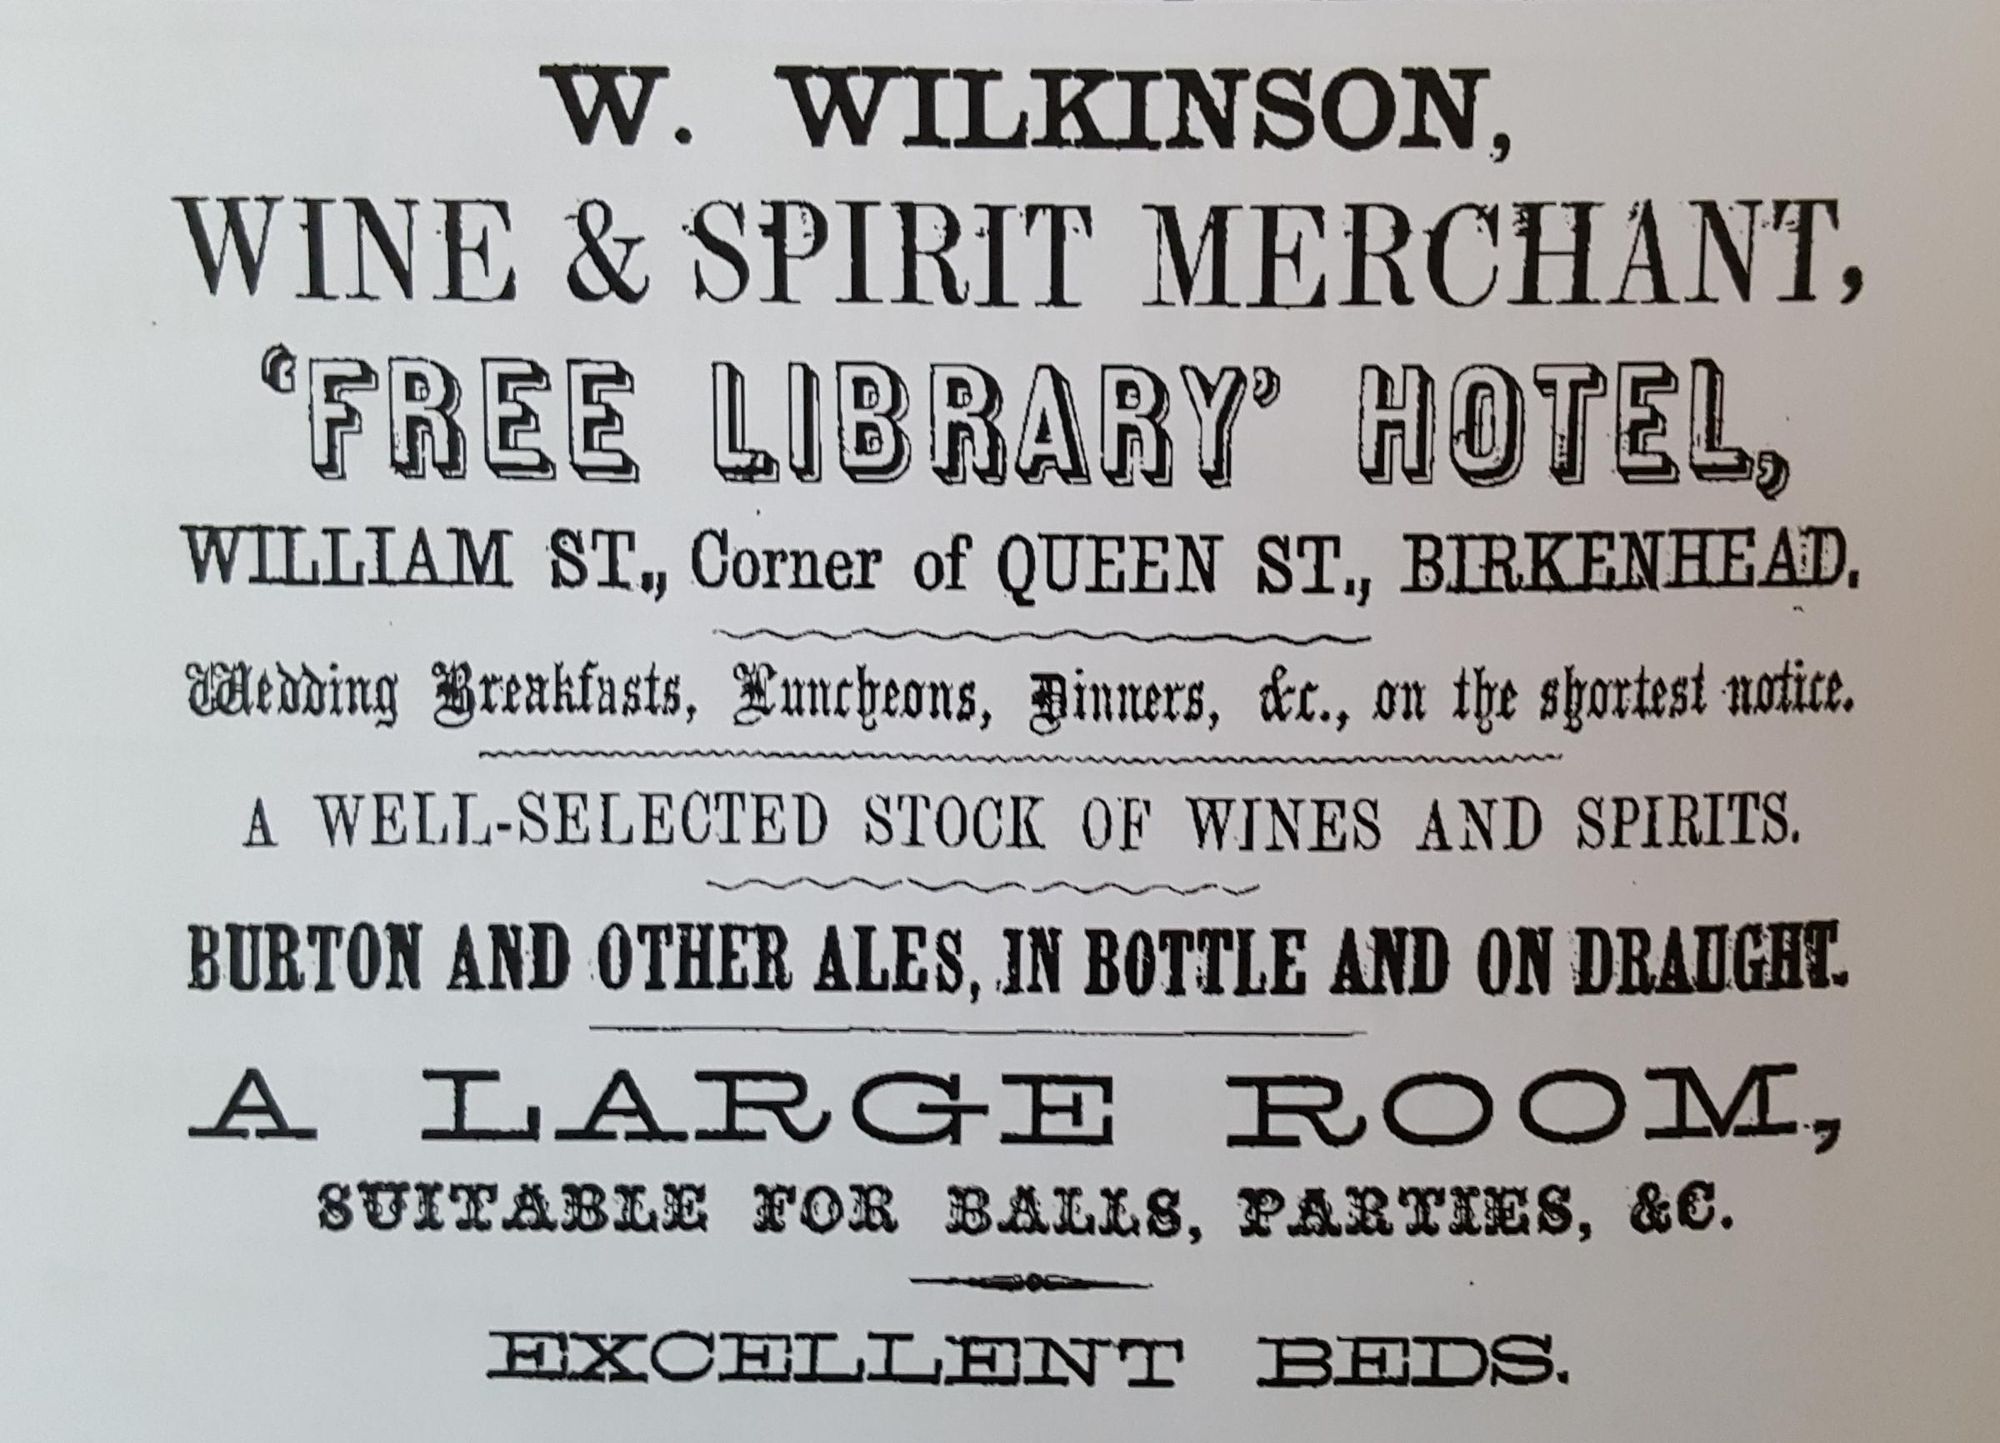 W. WILKINSON,
WINE & SPIRIT MERCHANT,
‘FREE LIBRARY’ HOTEL,
WILLIAM ST., Corner of QUEEN ST., BIRKENHEAD.
Wedding Breakfasts, Luncheons, Dinners, &c., on the shortest notice.
A WELL-SELECTED STOCK OF WINES AND SPIRITS.
BURTON AND OTHER ALES, IN BOTTLE AND ON DRAUGHT.
A LARGE ROOM,
SUITABLE FOR BALLS, PARTIES, &C.
EXCELLENT BEDS.